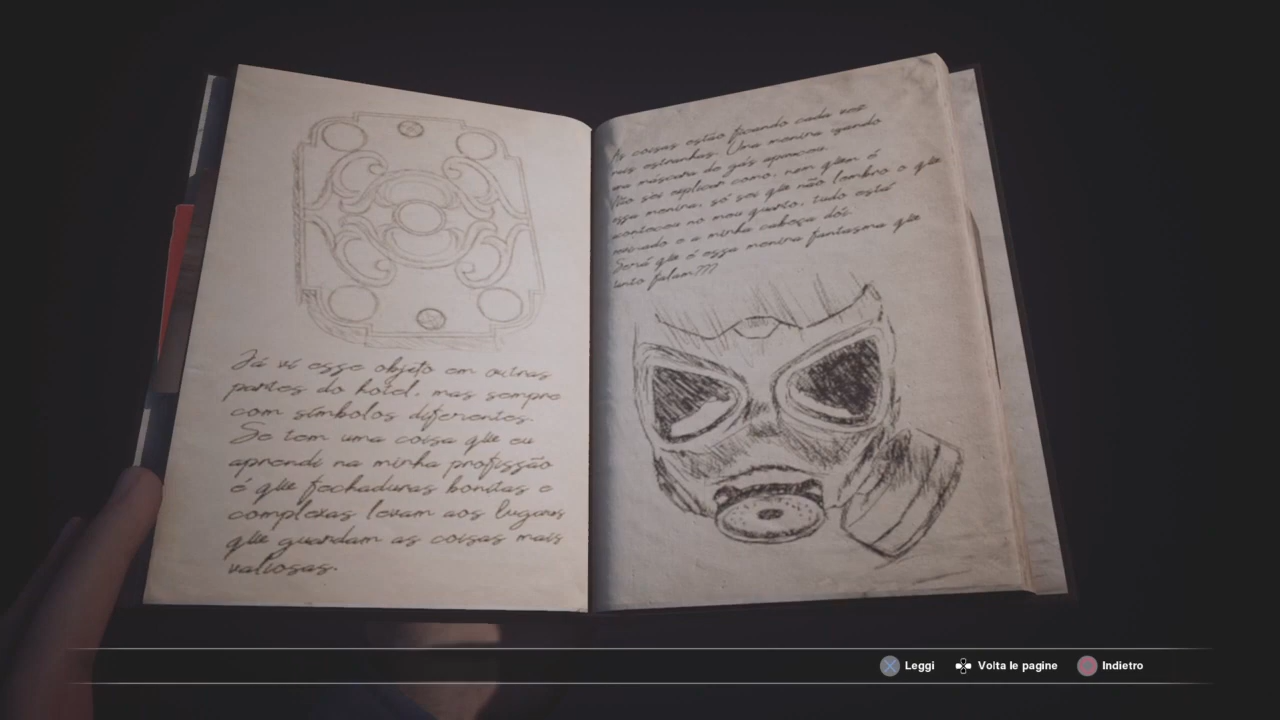 Já vi esse objeto em outras
partes do hotel, mas sempre
com símbolos diferentes.
Se tem uma coisa que eu
aprendi na minha profissão
é que fechaduras bonitas e
complexas levam aos lugares
que guardam as coisas mais
valiosas.
As coisas estão ficando cada vez
mais estranhas. Uma menina usando
uma máscara de gás apareceu.
Não sei explicar como, nem quem é
essa menina, só sei que não lembro o que
aconteceu no meu quarto, tudo está
revirado e a minha cabeça dói.
Será que é essa menina fantasma que
tanto falam???
Leggi
Volta le pagine
Indietro